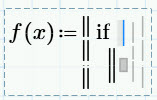 f(x):= if